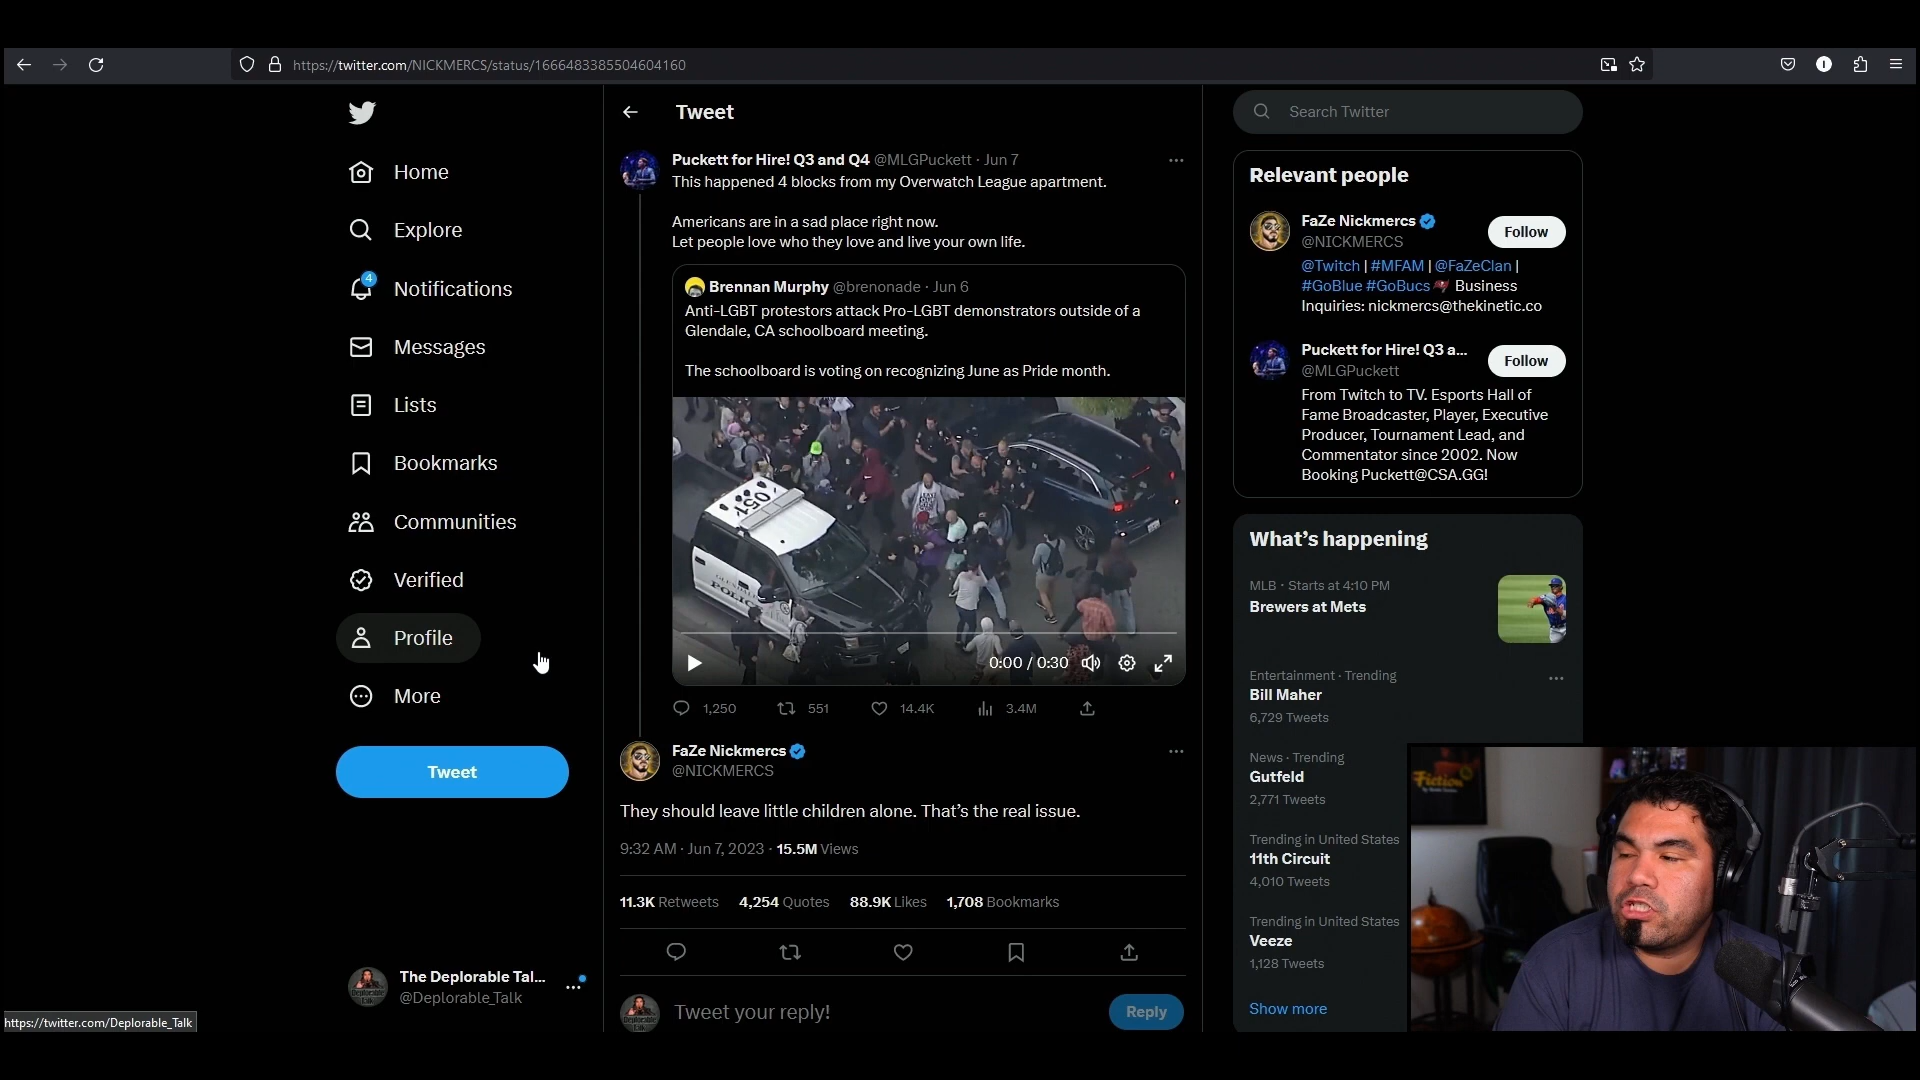 https://twitter.com/NICKMERCS/status/1666483385504604160
Home
Explore
4
Notifications
Messages
Lists
Bookmarks
Communities
Verified
Profile
More
Tweet
The Deplorable Tal...
@Deplorable_Talk
https://twitter.com/Deplorable_Talk
Tweet
Puckett for Hire! Q3 and Q4 @MLGPuckett · Jun 7
This happened 4 blocks from my Overwatch League apartment.
Americans are in a sad place right now.
Let people love who they love and live your own life.
Brennan Murphy @brenonade · Jun 6
Anti-LGBT protestors attack Pro-LGBT demonstrators outside of a
Glendale, CA schoolboard meeting.
The schoolboard is voting on recognizing June as Pride month.
051
GLENDALE
POLICE
0:00 / 0:30
1,250 551 14.4K 3.4M
FaZe Nickmercs
@NICKMERCS
They should leave little children alone. That’s the real issue.
9:32 AM · Jun 7, 2023 · 15.5M Views
11.3K Retweets 4,254 Quotes 88.9K Likes 1,708 Bookmarks
Tweet your reply!
Reply
Search Twitter
Relevant people
FaZe Nickmercs
@NICKMERCS
Follow
@Twitch | #MFAM | @FaZeClan |
#GoBlue #GoBucs Business
Inquiries: nickmercs@thekinetic.co
Puckett for Hire! Q3 a...
@MLGPuckett
Follow
From Twitch to TV. Esports Hall of
Fame Broadcaster, Player, Executive
Producer, Tournament Lead, and
Commentator since 2002. Now
Booking Puckett@CSA.GG!
What’s happening
MLB · Starts at 4:10 PM
Brewers at Mets
Entertainment · Trending
Bill Maher
6,729 Tweets
News · Trending
Gutfeld
2,771 Tweets
Trending in United States
11th Circuit
4,010 Tweets
Trending in United States
Veeze
1,128 Tweets
Show more
Fiction